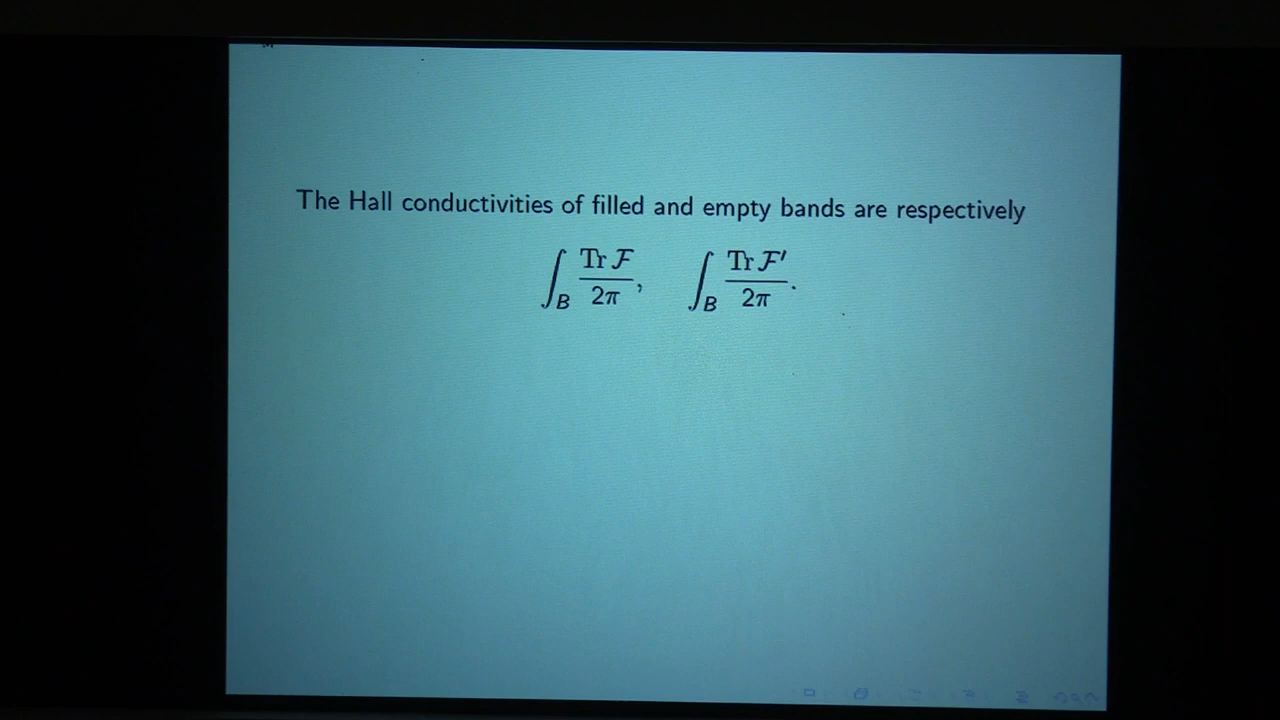 The Hall conductivities of filled and empty bands are respectively
∫_B Tr ℱ / 2π, ∫_B Tr ℱ′ / 2π.